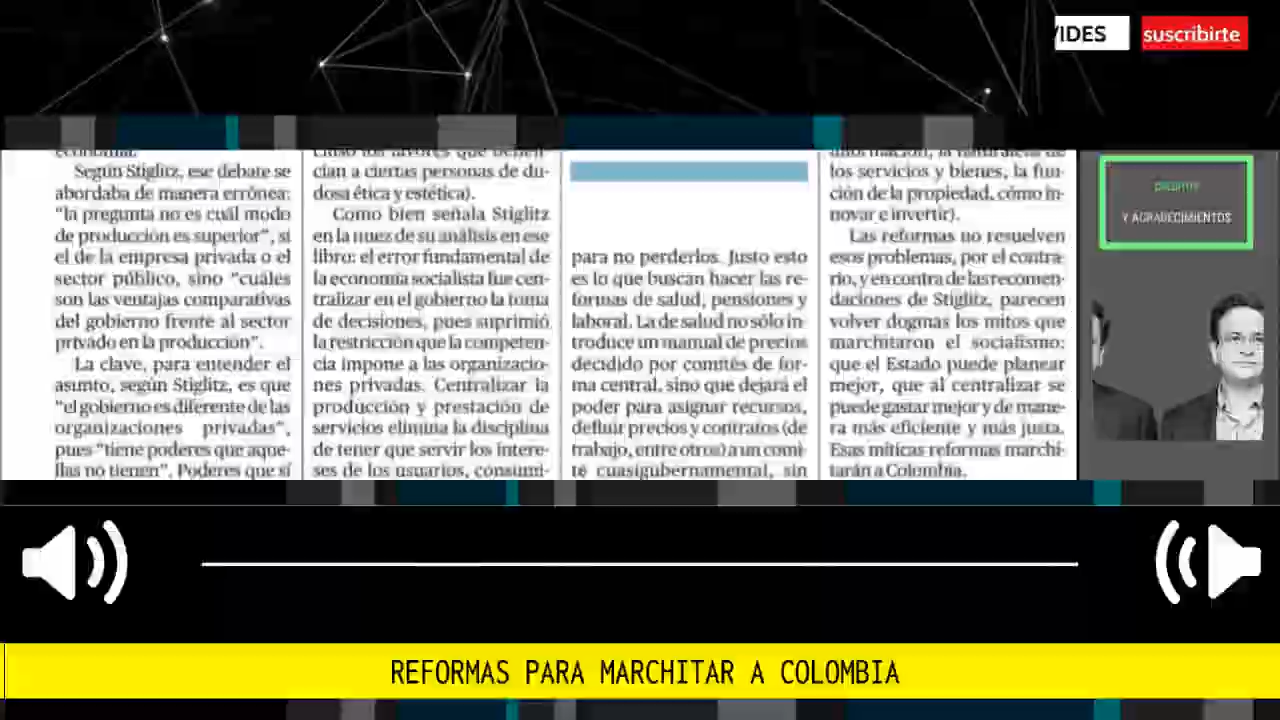 VIDES
suscribirte
economía.
Según Stiglitz, ese debate se
abordaba de manera errónea:
“la pregunta no es cuál modo
de producción es superior”, si
el de la empresa privada o el
sector público, sino “cuáles
son las ventajas comparativas
del gobierno frente al sector
privado en la producción”.
La clave, para entender el
asunto, según Stiglitz, es que
“el gobierno es diferente de las
organizaciones privadas”,
pues “tiene poderes que aque-
llas no tienen”. Poderes que sí
cluso los favores que benefi-
cian a ciertas personas de du-
dosa ética y estética).
Como bien señala Stiglitz
en la nuez de su análisis en ese
libro: el error fundamental de
la economía socialista fue cen-
tralizar en el gobierno la toma
de decisiones, pues suprimió
la restricción que la competen-
cia impone a las organizacio-
nes privadas. Centralizar la
producción y prestación de
servicios elimina la disciplina
de tener que servir los intere-
ses de los usuarios, consumi-
para no perderlos. Justo esto
es lo que buscan hacer las re-
formas de salud, pensiones y
laboral. La de salud no sólo in-
troduce un manual de precios
decidido por comités de for-
ma central, sino que dejará el
poder para asignar recursos,
definir precios y contratos (de
trabajo, entre otros) a un comi-
té cuasigubernamental, sin
información, la naturaleza de
los servicios y bienes, la fun-
ción de la propiedad, cómo in-
novar e invertir).
Las reformas no resuelven
esos problemas, por el contra-
rio, y en contra de las recomen-
daciones de Stiglitz, parecen
volver dogmas los mitos que
marchitaron el socialismo:
que el Estado puede planear
mejor, que al centralizar se
puede gastar mejor y de mane-
ra más eficiente y más justa.
Esas míticas reformas marchi-
tarán a Colombia.
CRÉDITOS
Y AGRADECIMIENTOS
REFORMAS PARA MARCHITAR A COLOMBIA